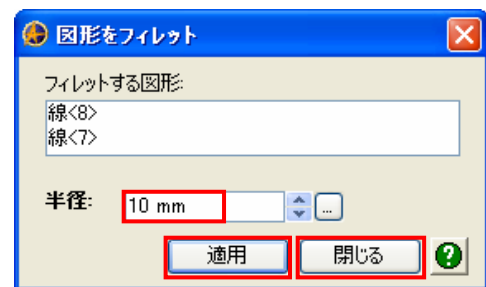 図形をフィレット
フィレットする図形:
線<8>
線<7>
半径: 10 mm ...
適用 閉じる ?